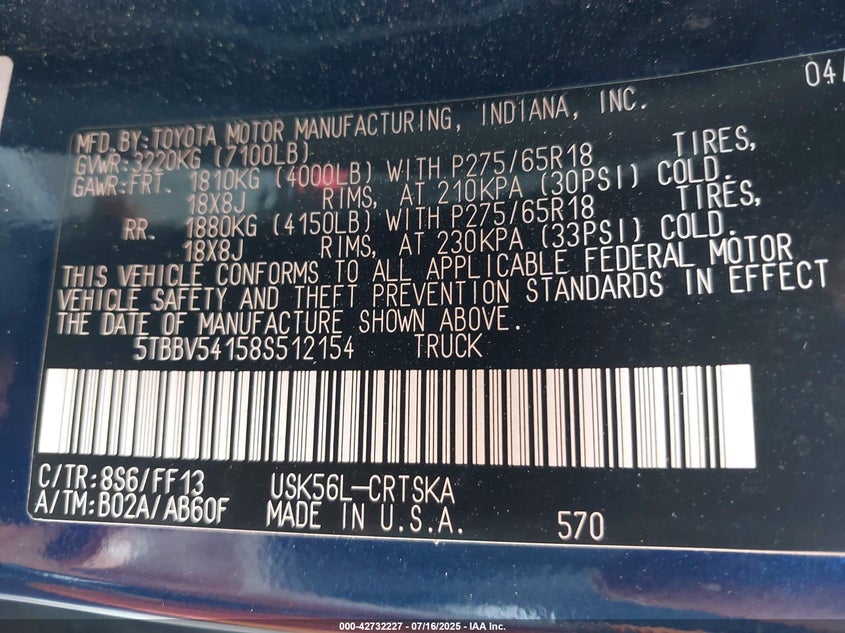 04/
MFD.BY:TOYOTA MOTOR MANUFACTURING, INDIANA, INC.
GVWR:3220KG (7100LB)
GAWR:FRT. 1810KG (4000LB) WITH P275/65R18 TIRES,
18X8J RIMS, AT 210KPA (30PSI) COLD.
RR. 1880KG (4150LB) WITH P275/65R18 TIRES,
18X8J RIMS, AT 230KPA (33PSI) COLD.
THIS VEHICLE CONFORMS TO ALL APPLICABLE FEDERAL MOTOR
VEHICLE SAFETY AND THEFT PREVENTION STANDARDS IN EFFECT
THE DATE OF MANUFACTURE SHOWN ABOVE.
5TBBV54158S512154 TRUCK
C/TR:8S6/FF13 USK56L-CRTSKA
A/TM:B02A/AB60F MADE IN U.S.A. 570
000-42732227 - 07/16/2025 - IAA Inc.